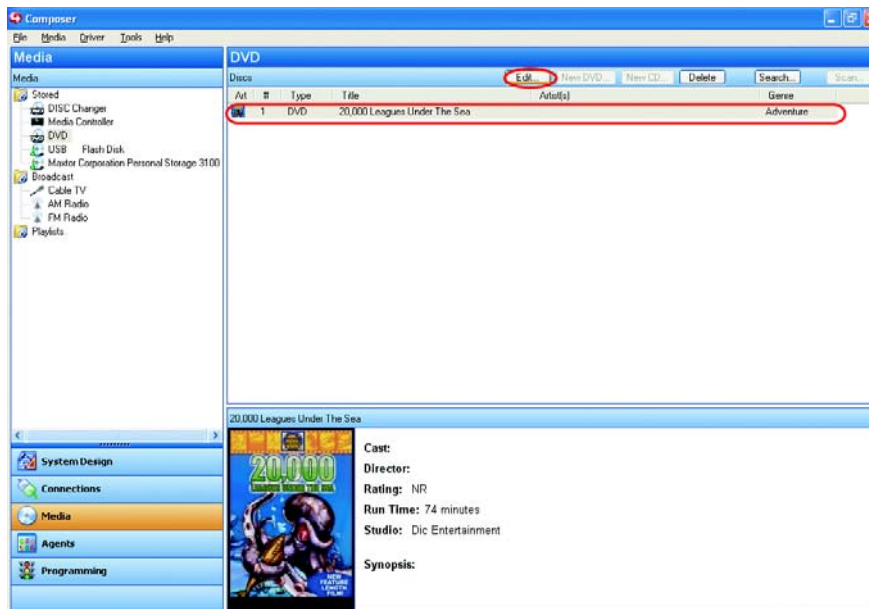 Composer
File Media Driver Tools Help
Media
DVD
Media
Discs
Edit... New DVD... New CD... Delete Search... Scan...
Art # Type Title Artist(s) Genre
1 DVD 20,000 Leagues Under The Sea Adventure
Stored
DISC Changer
Media Controller
DVD
USB Flash Disk
Maxtor Corporation Personal Storage 3100
Broadcast
Cable TV
AM Radio
FM Radio
Playlists
System Design
Connections
Media
Agents
Programming
20,000 Leagues Under The Sea
20,000
LEAGUES UNDER THE SEA
NEW
FEATURE
LENGTH
FILM!
Cast:
Director:
Rating: NR
Run Time: 74 minutes
Studio: Dic Entertainment
Synopsis: